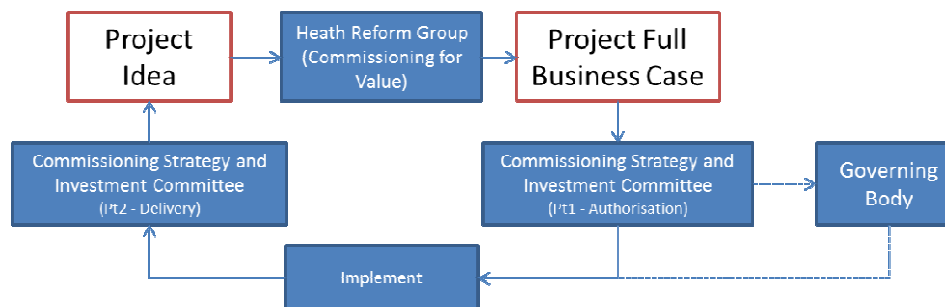 Project
Idea
Heath Reform Group
(Commissioning for
Value)
Project Full
Business Case
Commissioning Strategy and
Investment Committee
(Pt2 - Delivery)
Commissioning Strategy and
Investment Committee
(Pt1 - Authorisation)
Governing
Body
Implement